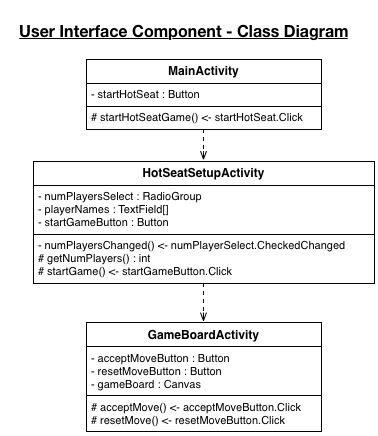 User Interface Component - Class Diagram
MainActivity
- startHotSeat : Button
# startHotSeatGame() <- startHotSeat.Click
HotSeatSetupActivity
- numPlayersSelect : RadioGroup
- playerNames : TextField[]
- startGameButton : Button
- numPlayersChanged() <- numPlayerSelect.CheckedChanged
# getNumPlayers() : int
# startGame() <- startGameButton.Click
GameBoardActivity
- acceptMoveButton : Button
- resetMoveButton : Button
- gameBoard : Canvas
# acceptMove() <- acceptMoveButton.Click
# resetMove() <- resetMoveButton.Click